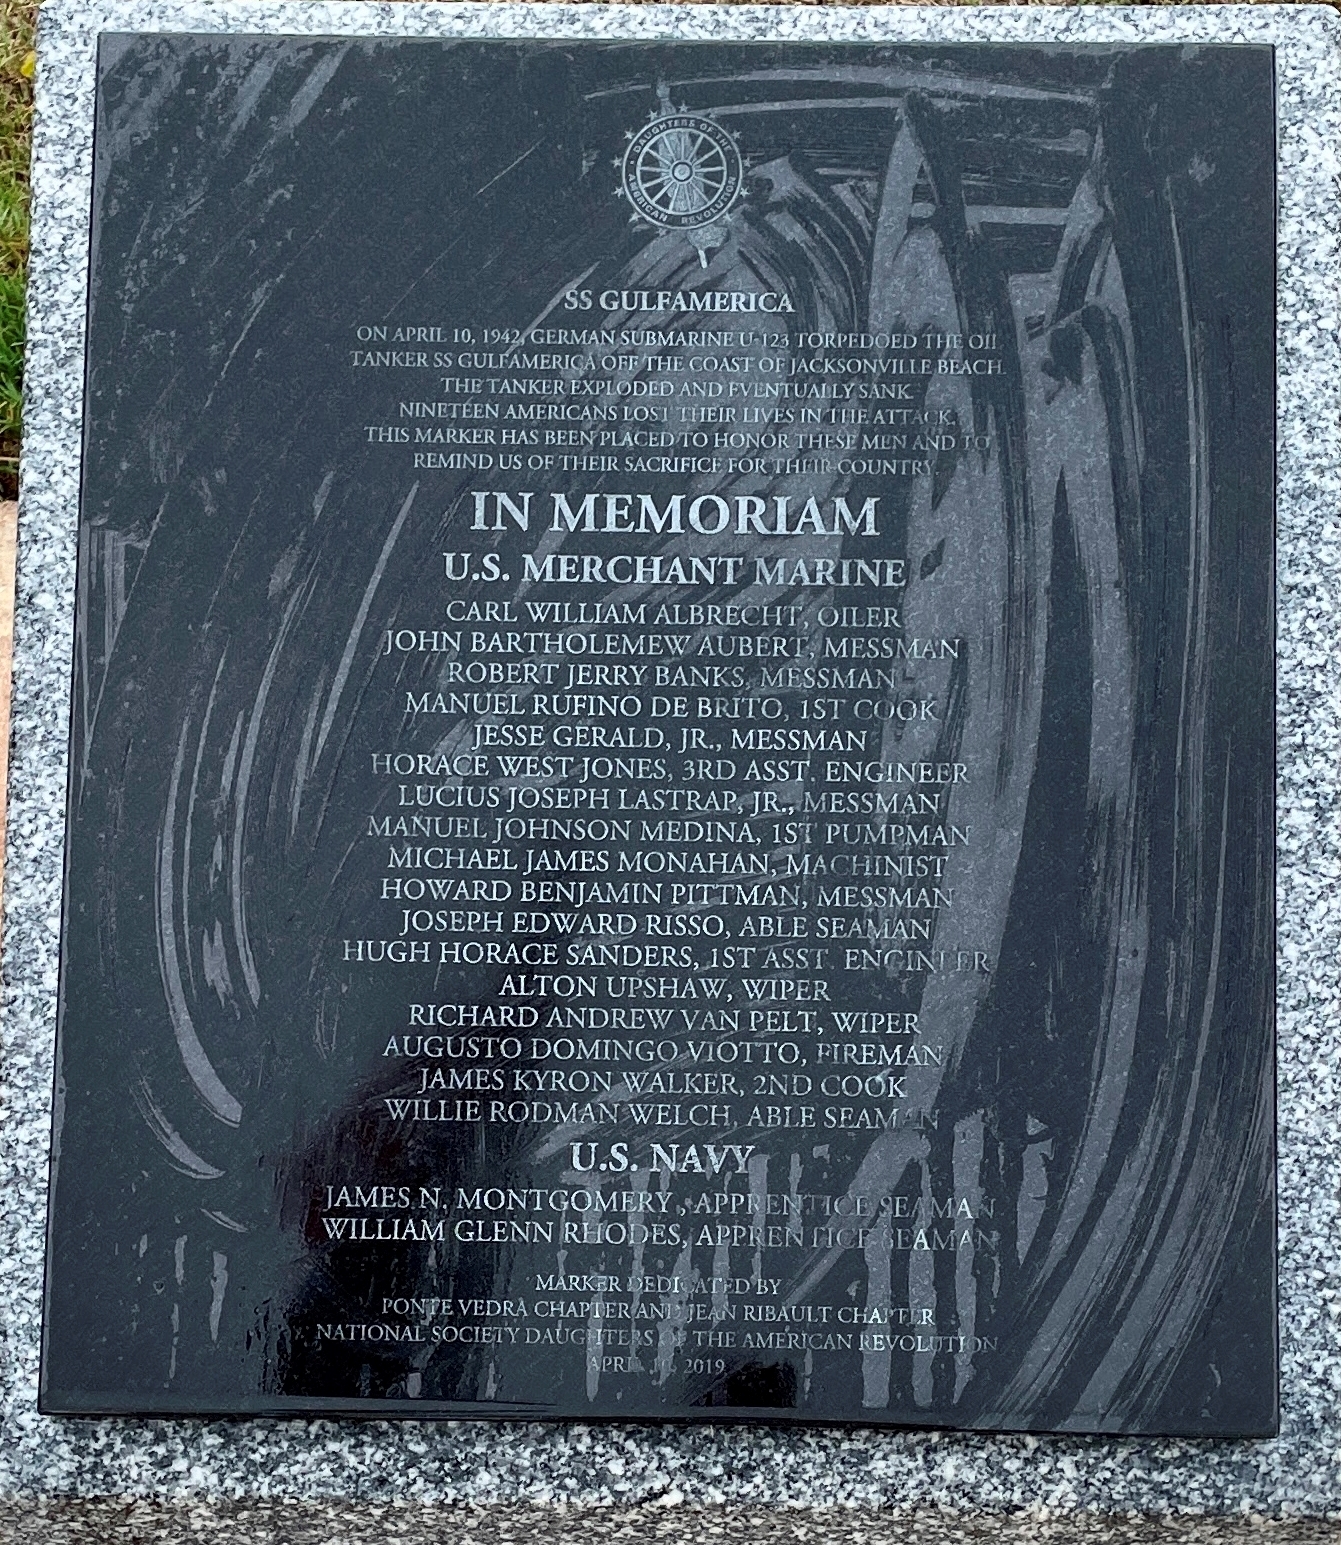 DAUGHTERS OF THE
AMERICAN REVOLUTION
SS GULFAMERICA
ON APRIL 10, 1942, GERMAN SUBMARINE U-123 TORPEDOED THE OIL
TANKER SS GULFAMERICA OFF THE COAST OF JACKSONVILLE BEACH.
THE TANKER EXPLODED AND EVENTUALLY SANK.
NINETEEN AMERICANS LOST THEIR LIVES IN THE ATTACK.
THIS MARKER HAS BEEN PLACED TO HONOR THESE MEN AND TO
REMIND US OF THEIR SACRIFICE FOR THEIR COUNTRY.
IN MEMORIAM
U.S. MERCHANT MARINE
CARL WILLIAM ALBRECHT, OILER
JOHN BARTHOLEMEW AUBERT, MESSMAN
ROBERT JERRY BANKS, MESSMAN
MANUEL RUFINO DE BRITO, 1ST COOK
JESSE GERALD, JR., MESSMAN
HORACE WEST JONES, 3RD ASST. ENGINEER
LUCIUS JOSEPH LASTRAP, JR., MESSMAN
MANUEL JOHNSON MEDINA, 1ST PUMPMAN
MICHAEL JAMES MONAHAN, MACHINIST
HOWARD BENJAMIN PITTMAN, MESSMAN
JOSEPH EDWARD RISSO, ABLE SEAMAN
HUGH HORACE SANDERS, 1ST ASST. ENGINEER
ALTON UPSHAW, WIPER
RICHARD ANDREW VAN PELT, WIPER
AUGUSTO DOMINGO VIOTTO, FIREMAN
JAMES KYRON WALKER, 2ND COOK
WILLIE RODMAN WELCH, ABLE SEAMAN
U.S. NAVY
JAMES N. MONTGOMERY, APPRENTICE SEAMAN
WILLIAM GLENN RHODES, APPRENTICE SEAMAN
MARKER DEDICATED BY
PONTE VEDRA CHAPTER AND JEAN RIBAULT CHAPTER
NATIONAL SOCIETY DAUGHTERS OF THE AMERICAN REVOLUTION
APRIL 10, 2019